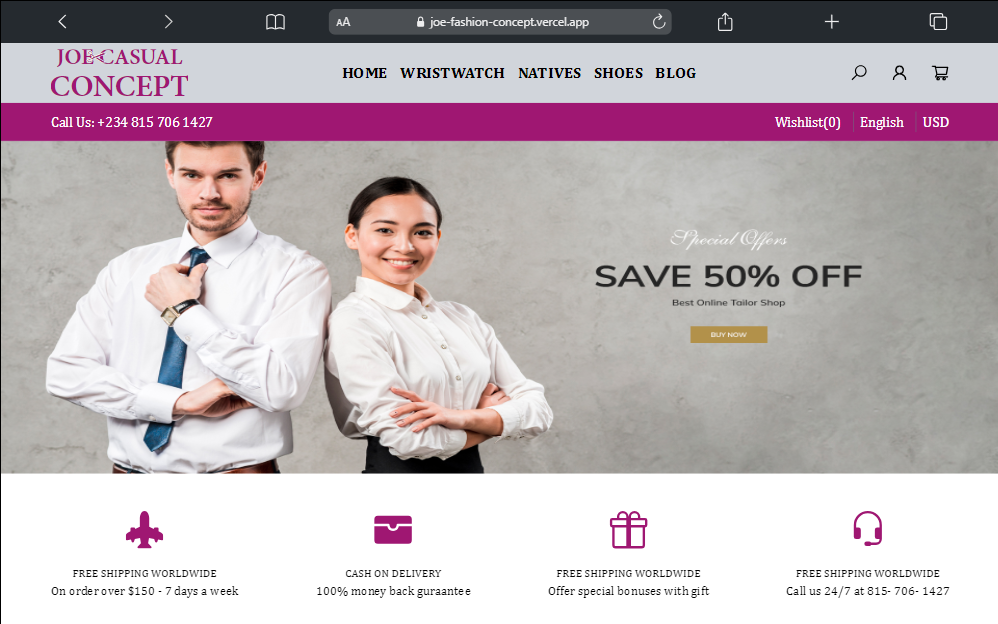 AA
joe-fashion-concept.vercel.app
JOE CASUAL
CONCEPT
HOME WRISTWATCH NATIVES SHOES BLOG
Call Us: +234 815 706 1427
Wishlist(0) English USD
Special Offers
SAVE 50% OFF
Best Online Tailor Shop
BUY NOW
FREE SHIPPING WORLDWIDE
On order over $150 - 7 days a week
CASH ON DELIVERY
100% money back guraantee
FREE SHIPPING WORLDWIDE
Offer special bonuses with gift
FREE SHIPPING WORLDWIDE
Call us 24/7 at 815- 706- 1427